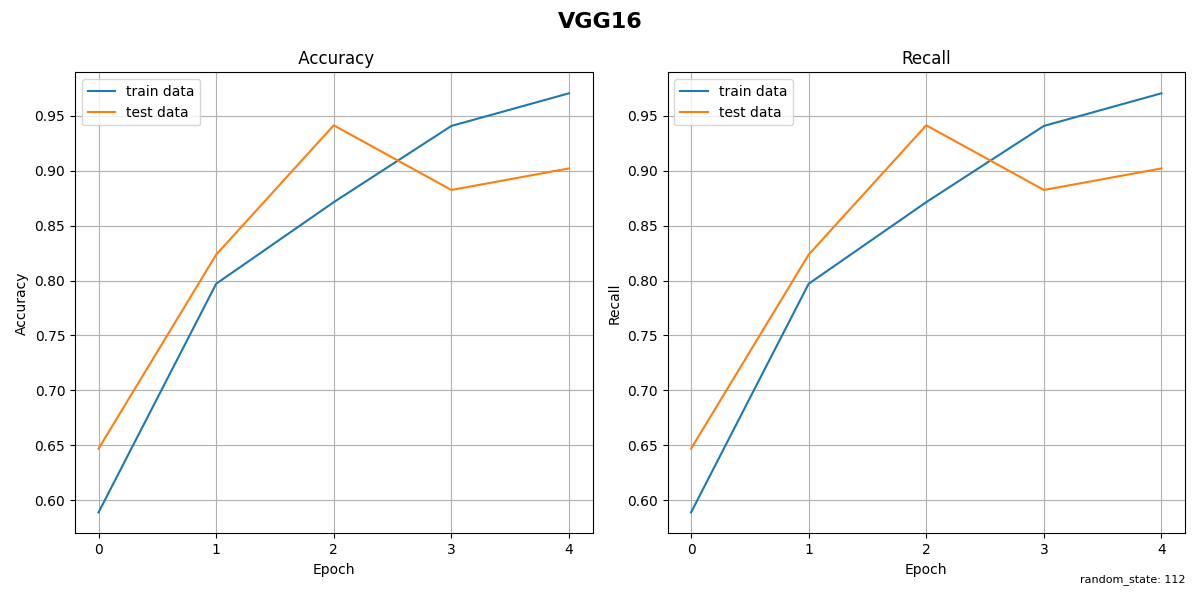 VGG16
Accuracy
train data
test data
Accuracy
0.95
0.90
0.85
0.80
0.75
0.70
0.65
0.60
0 1 2 3 4
Epoch
Recall
train data
test data
Recall
0.95
0.90
0.85
0.80
0.75
0.70
0.65
0.60
0 1 2 3 4
Epoch
random_state: 112